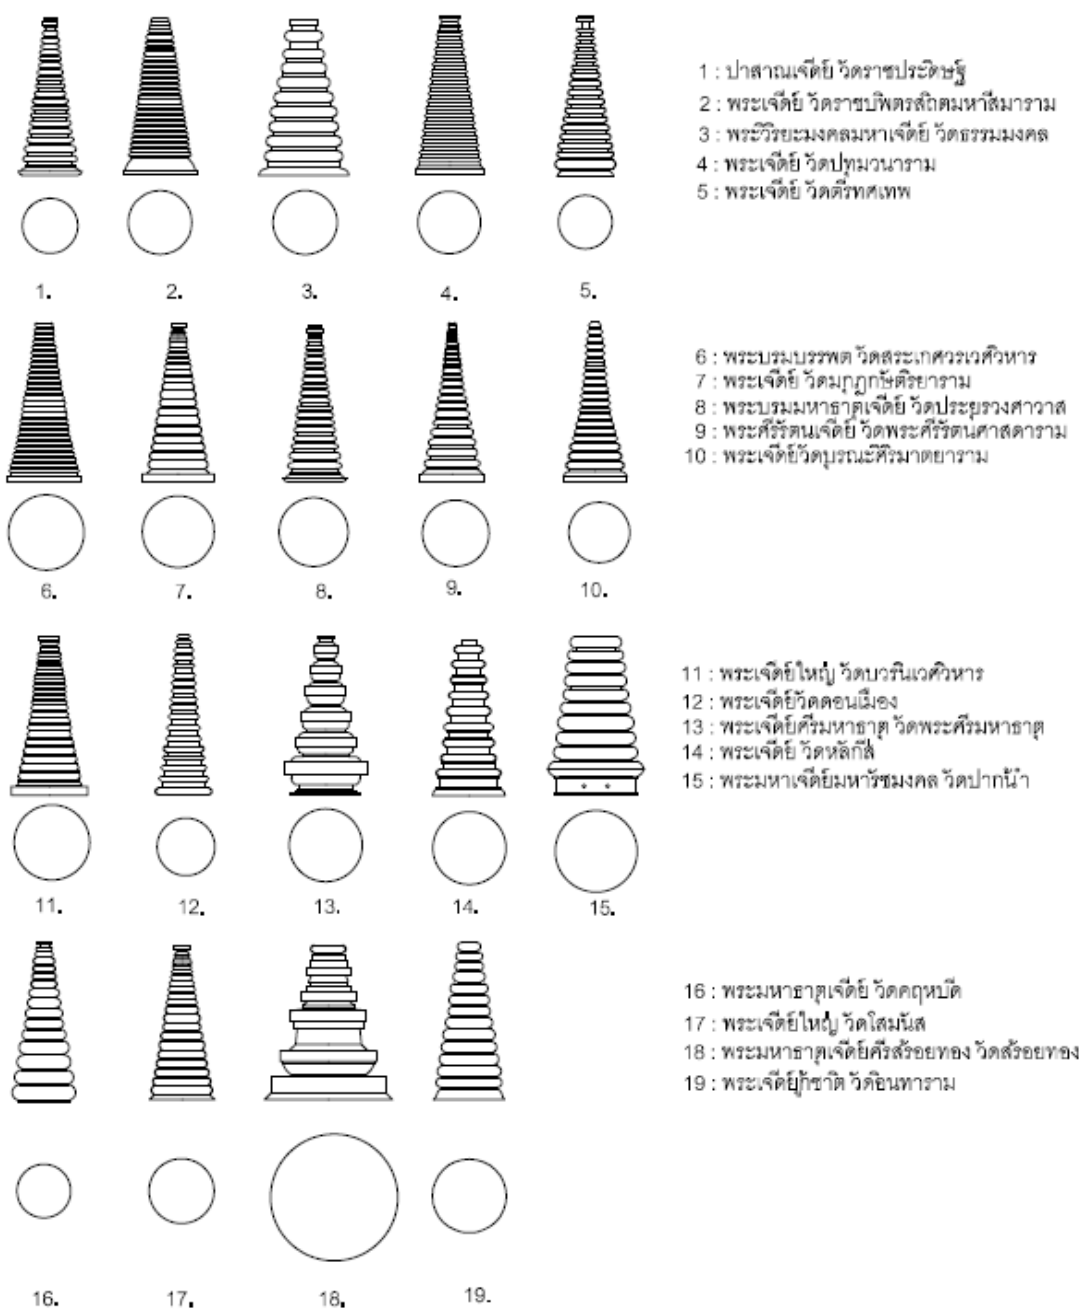 1 : ปาสาณเจดีย์ วัดราชประดิษฐ์
2 : พระเจดีย์ วัดราชบพิตรสถิตมหาสีมาราม
3 : พระวิริยะมงคลมหาเจดีย์ วัดธรรมมงคล
4 : พระเจดีย์ วัดปทุมวนาราม
5 : พระเจดีย์ วัดตรีทศเทพ
1. 2. 3. 4. 5.
6 : พระบรมบรรพต วัดสระเกศวรเวศวิหาร
7 : พระเจดีย์ วัดมกุฎกษัตริยาราม
8 : พระบรมมหาธาตุเจดีย์ วัดประยุรวงศาวาส
9 : พระศรีรัตนเจดีย์ วัดพระศรีรัตนศาสดาราม
10 : พระเจดีย์วัดบูรณะศิริมาตยาราม
6. 7. 8. 9. 10.
11 : พระเจดีย์ใหญ่ วัดบวรนิเวศวิหาร
12 : พระเจดีย์วัดดอนเมือง
13 : พระเจดีย์ศรีมหาธาตุ วัดพระศรีมหาธาตุ
14 : พระเจดีย์ วัดหลักสี่
15 : พระมหาเจดีย์มหารัชมงคล วัดปากน้ำ
11. 12. 13. 14. 15.
16 : พระมหาธาตุเจดีย์ วัดคฤหบดี
17 : พระเจดีย์ใหญ่ วัดโสมนัส
18 : พระมหาธาตุเจดีย์ศรีสร้อยทอง วัดสร้อยทอง
19 : พระเจดีย์กู้ชาติ วัดอินทาราม
16. 17. 18. 19.